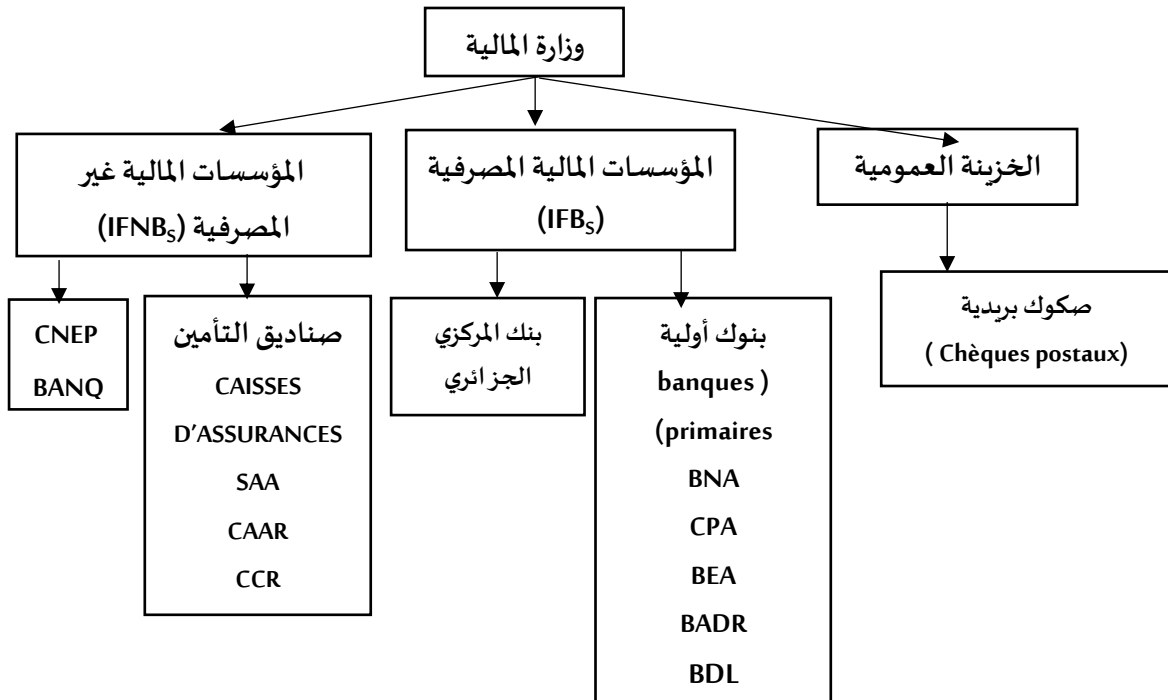 وزارة المالية
الخزينة العمومية
المؤسسات المالية المصرفية
(IFBS)
المؤسسات المالية غير
المصرفية (IFNBS)
صكوك بريدية
( Chèques postaux)
بنوك أولية
banques )
(primaires
BNA
CPA
BEA
BADR
BDL
بنك المركزي
الجزائري
صناديق التأمين
CAISSES
D’ASSURANCES
SAA
CAAR
CCR
CNEP
BANQ